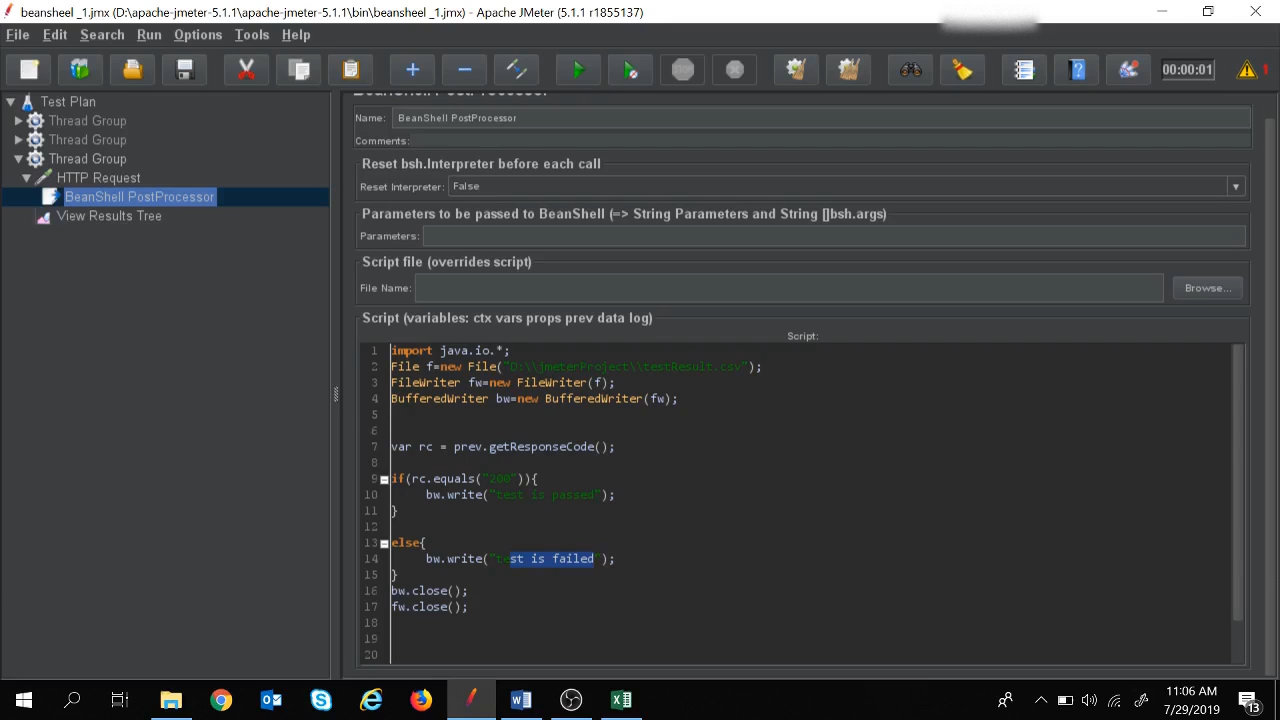 beansheel _1.jmx (D:\apache-jmeter-5.1.1\apache-jmeter-5.1.1\bin\beansheel _1.jmx) - Apache JMeter (5.1.1 r1855137)
File Edit Search Run Options Tools Help
00:00:01 1
Test Plan
Thread Group
Thread Group
Thread Group
HTTP Request
BeanShell PostProcessor
View Results Tree
BeanShell PostProcessor
Name: BeanShell PostProcessor
Comments:
Reset bsh.Interpreter before each call
Reset Interpreter: False
Parameters to be passed to BeanShell (=> String Parameters and String []bsh.args)
Parameters:
Script file (overrides script)
File Name: Browse...
Script (variables: ctx vars props prev data log)
Script:
1 import java.io.*;
2 File f=new File("D:\\jmeterProject\\testResult.csv");
3 FileWriter fw=new FileWriter(f);
4 BufferedWriter bw=new BufferedWriter(fw);
5
6
7 var rc = prev.getResponseCode();
8
9 if(rc.equals("200")){
10 bw.write("test is passed");
11 }
12
13 else{
14 bw.write("test is failed");
15 }
16 bw.close();
17 fw.close();
18
19
20
11:06 AM
7/29/2019
13